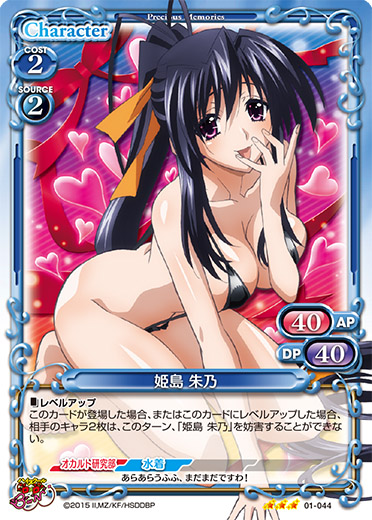 Precious Memories
Character
COST
2
SOURCE
2
40 AP
DP 40
姫島 朱乃
レベルアップ
このカードが登場した場合、またはこのカードにレベルアップした場合、
相手のキャラ2枚は、このターン、「姫島 朱乃」を妨害することができな
い。
オカルト研究部 水着
あらあらうふふ、まだまだですわ！
©2015 II,MZ/KF/HSDDBP
01-044